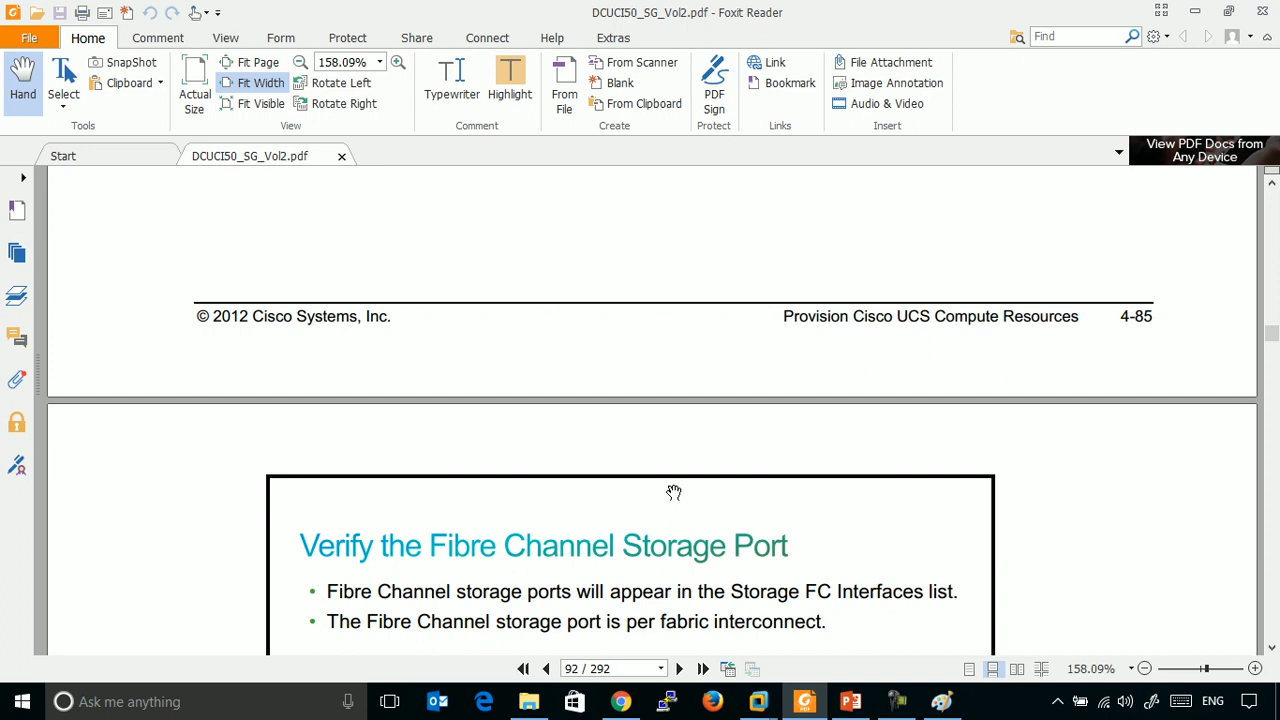 DCUCI50_SG_Vol2.pdf - Foxit Reader
File
Home
Comment
View
Form
Protect
Share
Connect
Help
Extras
Find
Hand
Select
SnapShot
Clipboard
Tools
Actual
Size
Fit Page
Fit Width
Fit Visible
158.09%
Rotate Left
Rotate Right
View
Typewriter
Highlight
Comment
From
File
From Scanner
Blank
From Clipboard
Create
PDF
Sign
Protect
Link
Bookmark
Links
File Attachment
Image Annotation
Audio & Video
Insert
Start
DCUCI50_SG_Vol2.pdf
View PDF Docs from
Any Device
© 2012 Cisco Systems, Inc.
Provision Cisco UCS Compute Resources
4-85
Verify the Fibre Channel Storage Port
• Fibre Channel storage ports will appear in the Storage FC Interfaces list.
• The Fibre Channel storage port is per fabric interconnect.
92 / 292
158.09%
Ask me anything
ENG